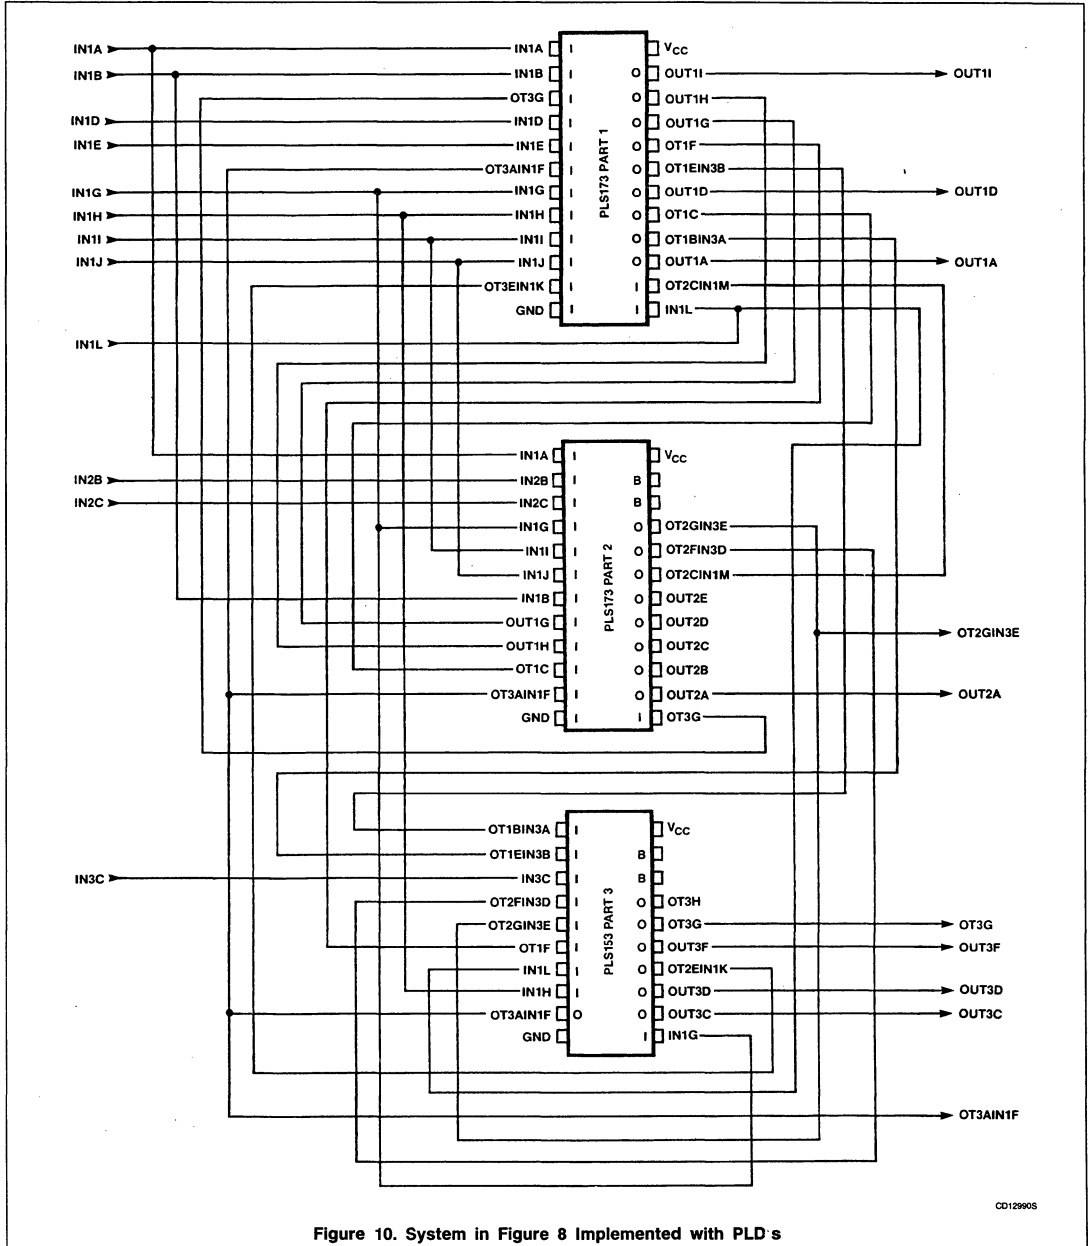 IN1A IN1A I VCC
IN1B IN1B I O OUT1I OUT1I
OT3G I O OUT1H
IN1D IN1D I O OUT1G
IN1E IN1E I O OT1F
OT3AIN1F I O OT1EIN3B
IN1G IN1G I O OUT1D OUT1D
IN1H IN1H I O OT1C
IN1I IN1I I O OT1BIN3A
IN1J IN1J I O OUT1A OUT1A
OT3EIN1K I I OT2CIN1M
GND I I IN1L
PLS173 PART 1
IN1L
IN1A I VCC
IN2B IN2B I B
IN2C IN2C I B
IN1G I O OT2GIN3E
IN1I I O OT2FIN3D
IN1J I O OT2CIN1M
IN1B I O OUT2E
OUT1G I O OUT2D
OT2GIN3E
OUT1H I O OUT2C
OT1C I O OUT2B
OT3AIN1F I O OUT2A OUT2A
GND I I OT3G
PLS173 PART 2
OT1BIN3A I VCC
OT1EIN3B I B
IN3C IN3C I B
OT2FIN3D I O OT3H
OT2GIN3E I O OT3G OT3G
OT1F I O OUT3F OUT3F
IN1L I O OT2EIN1K
IN1H I O OUT3D OUT3D
OT3AIN1F O O OUT3C OUT3C
GND I IN1G
PLS153 PART 3
OT3AIN1F
CD12990S
Figure 10. System in Figure 8 Implemented with PLD's